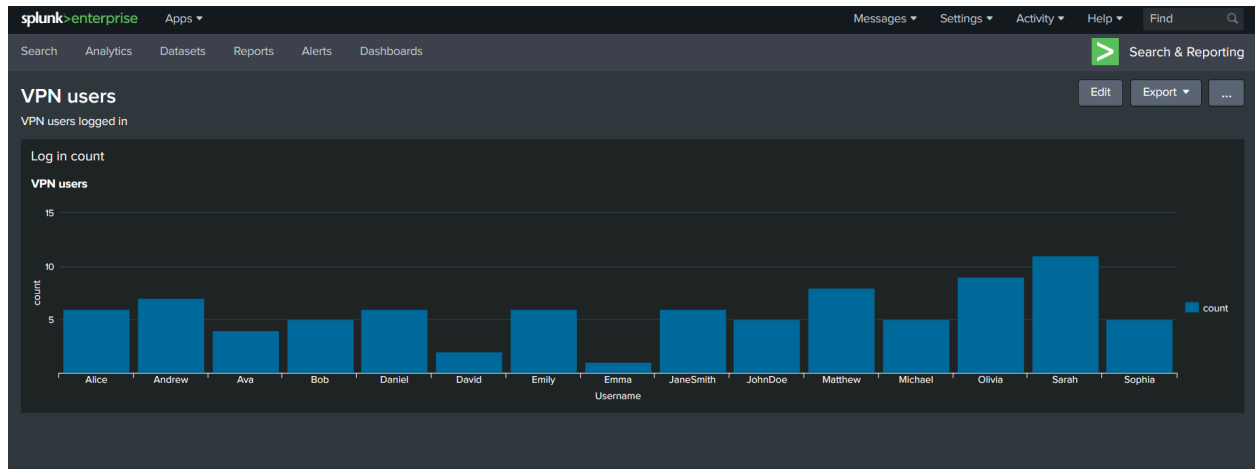 splunk>enterprise Apps Messages Settings Activity Help Find
Search Analytics Datasets Reports Alerts Dashboards Search & Reporting
VPN users Edit Export ...
VPN users logged in
Log in count
VPN users
15
10
5
count
count
Alice Andrew Ava Bob Daniel David Emily Emma JaneSmith JohnDoe Matthew Michael Olivia Sarah Sophia
Username